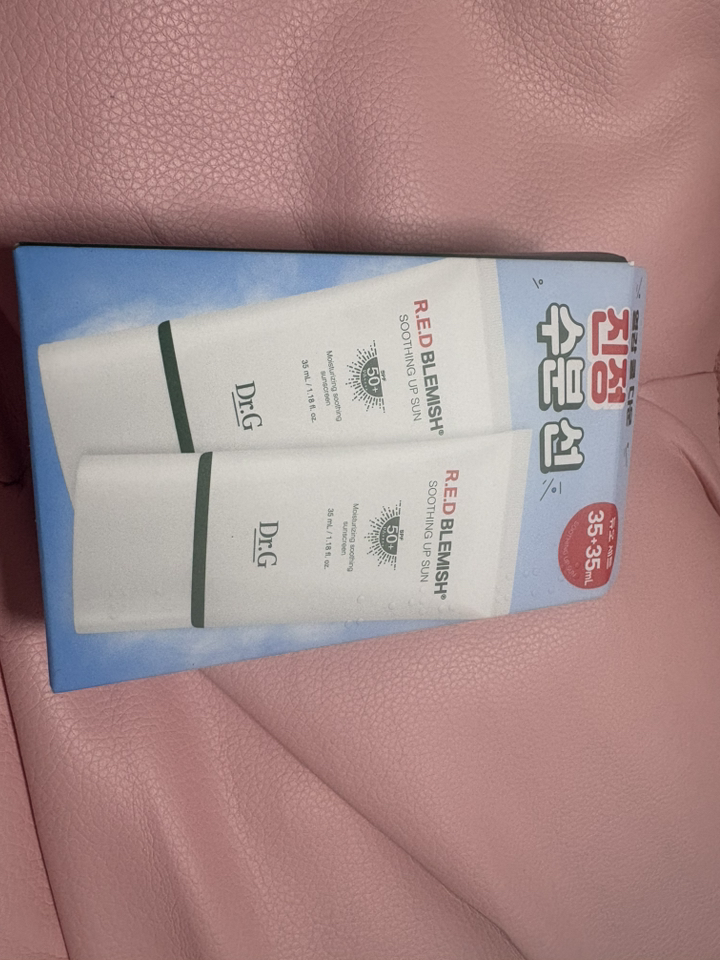 진정
수분 선
35+35mL
R.E.D BLEMISH®
SOOTHING UP SUN
SPF
50+
Moisturizing soothing
sunscreen
35 mL / 1.18 fl. oz.
Dr.G
R.E.D BLEMISH®
SOOTHING UP SUN
SPF
50+
Moisturizing soothing
sunscreen
35 mL / 1.18 fl. oz.
Dr.G